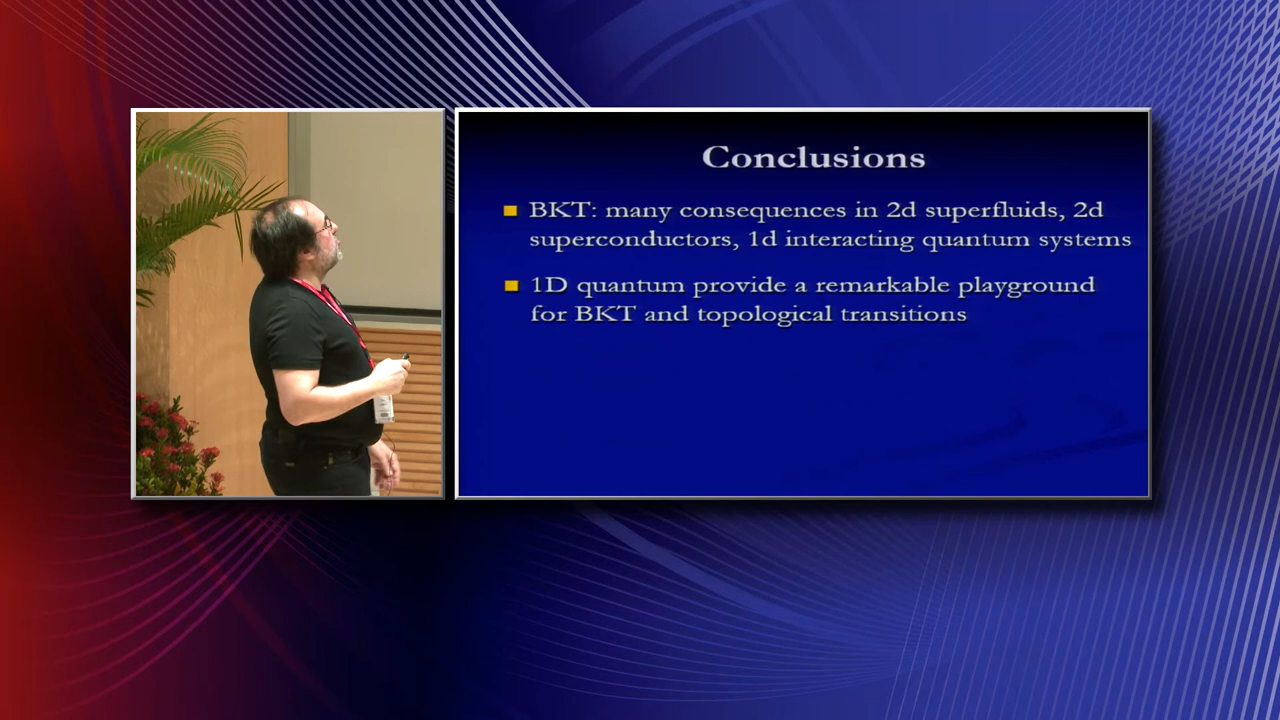 Conclusions
BKT: many consequences in 2d superfluids, 2d
superconductors, 1d interacting quantum systems
1D quantum provide a remarkable playground
for BKT and topological transitions